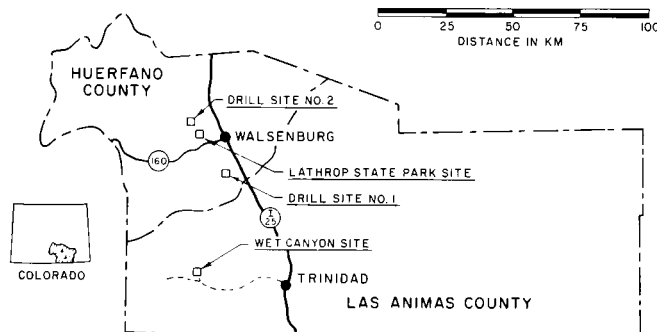 0 25 50 75 100
DISTANCE IN KM
HUERFANO
COUNTY
DRILL SITE NO. 2
WALSENBURG
160
LATHROP STATE PARK SITE
DRILL SITE NO. 1
I
25
WET CANYON SITE
COLORADO
TRINIDAD
LAS ANIMAS COUNTY